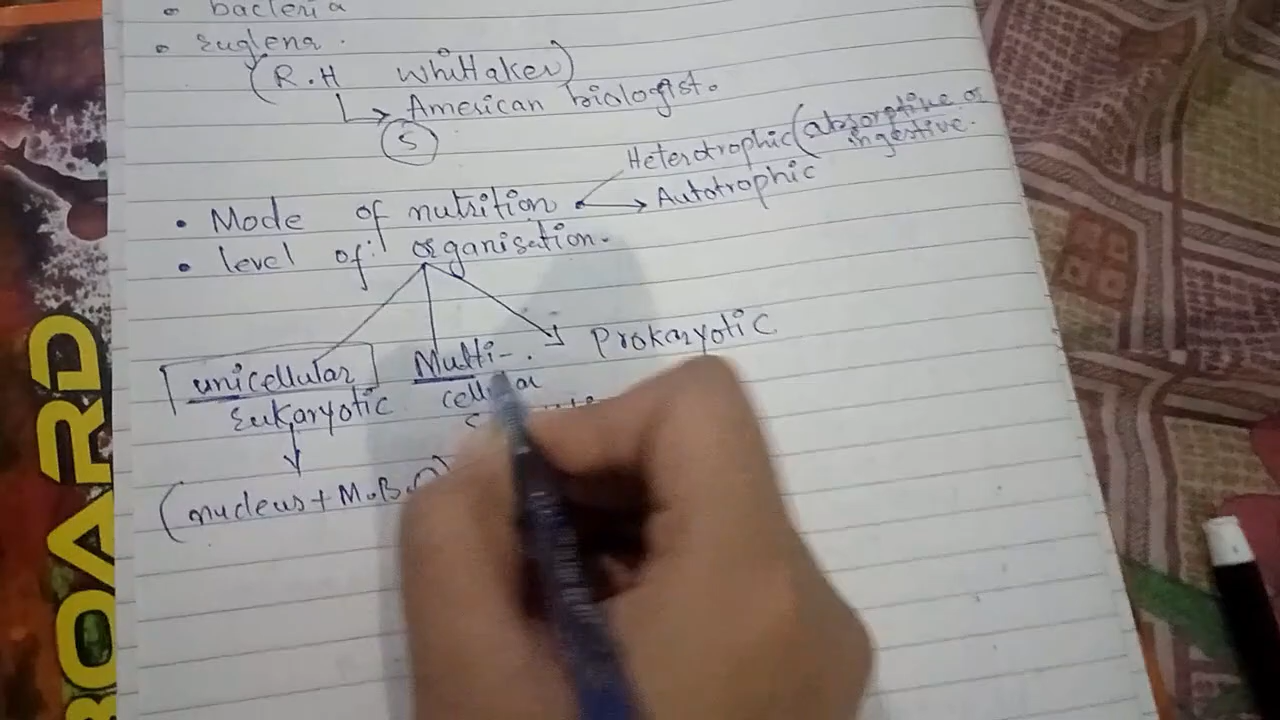 • bacteria
• Euglena.
(R.H Whittaker)
American biologist.
5
Heterotrophic (absorptive or
ingestive.
• Mode of nutrition
Autotrophic
• level of organisation.
Prokaryotic
unicellular Multi-
Eukaryotic cellular
(nucleus + M.B.O)
BOARD